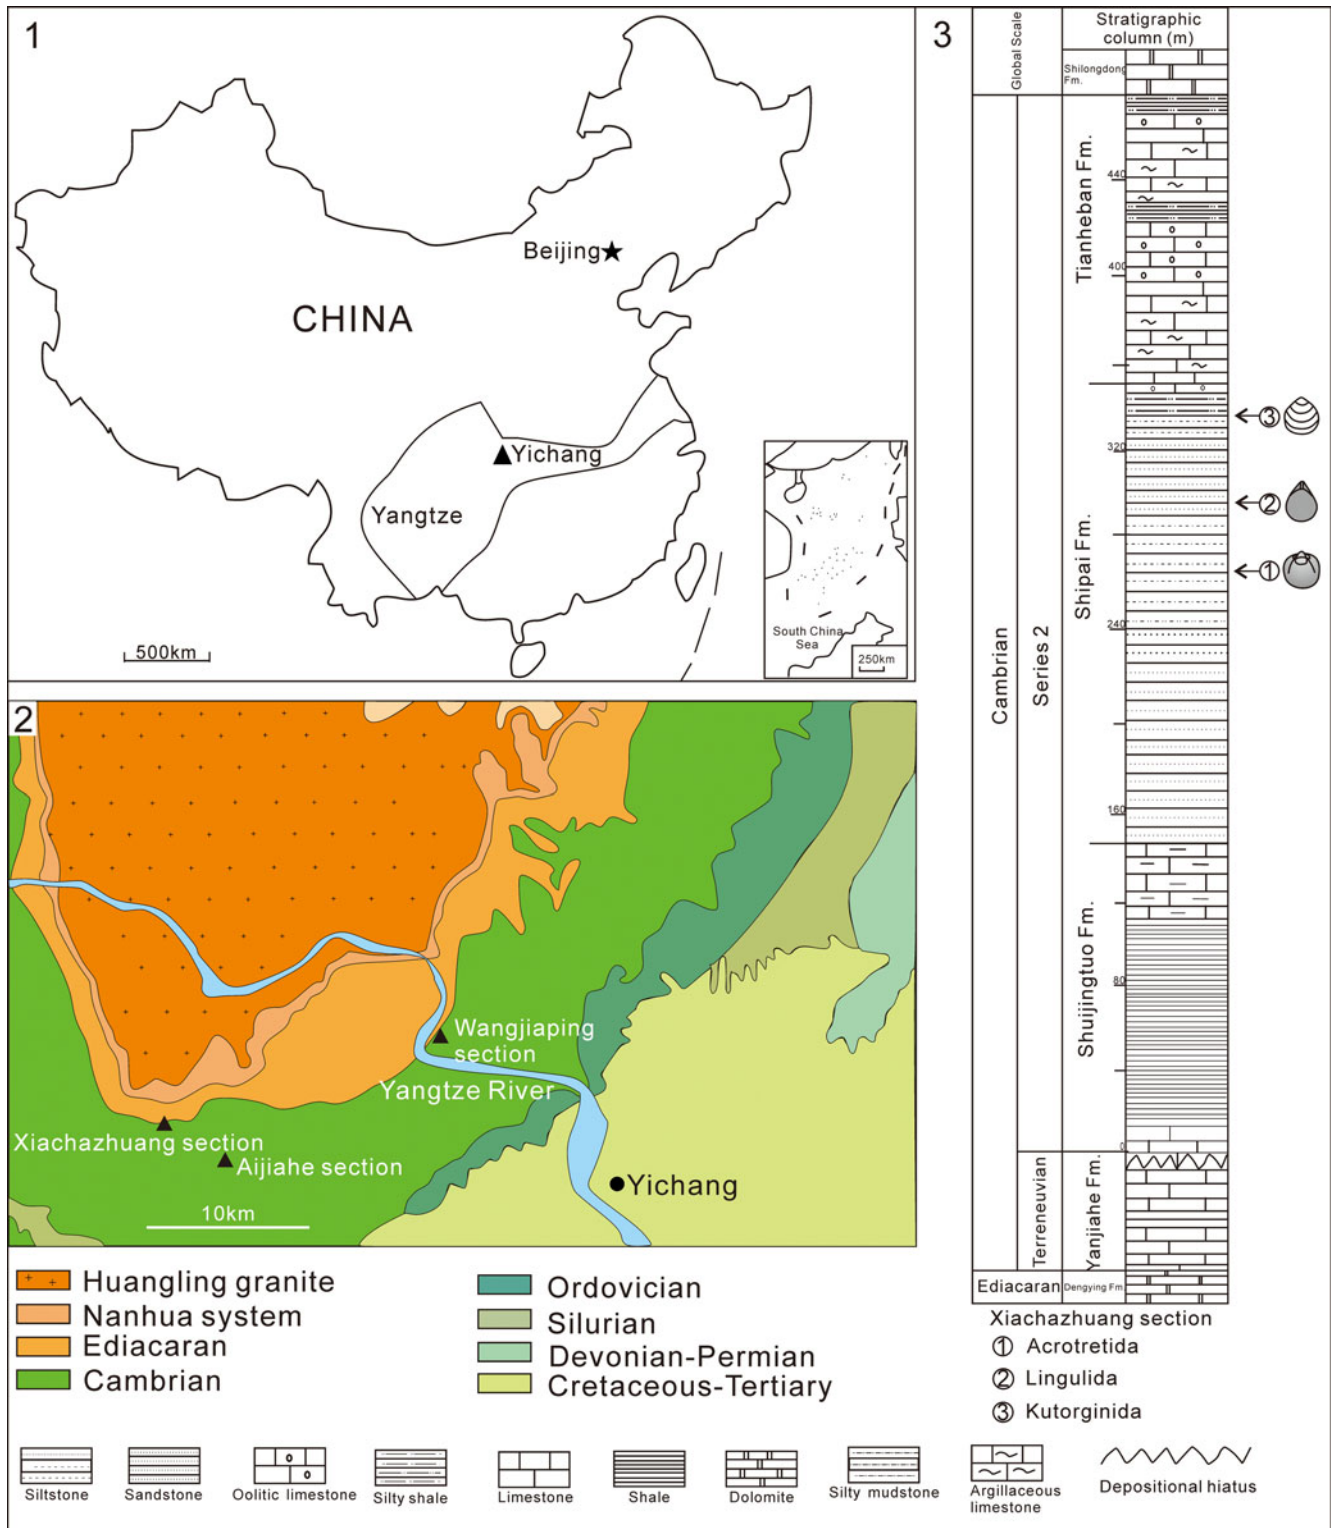 1
Beijing
CHINA
Yichang
Yangtze
500km
South China
Sea
250km
2
Wangjiaping
section
Yangtze River
Xiachazhuang section
Aijiahe section
Yichang
10km
Huangling granite
Nanhua system
Ediacaran
Cambrian
Ordovician
Silurian
Devonian-Permian
Cretaceous-Tertiary
3
Global Scale
Stratigraphic
column (m)
Shilongdong
Fm.
Tianheban Fm.
440
400
Shipai Fm.
320
240
160
Shuijingtuo Fm.
80
0
Cambrian
Series 2
Terreneuvian
Yanjiahe Fm.
Ediacaran
Dengying Fm.
③
②
①
Xiachazhuang section
① Acrotretida
② Lingulida
③ Kutorginida
Siltstone
Sandstone
Oolitic limestone
Silty shale
Limestone
Shale
Dolomite
Silty mudstone
Argillaceous
limestone
Depositional hiatus